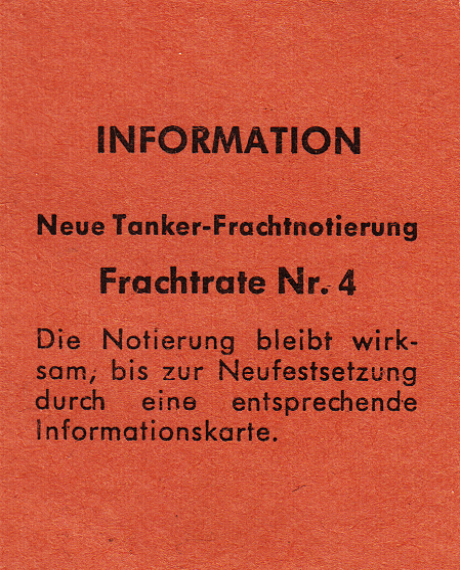 INFORMATION
Neue Tanker-Frachtnotierung
Frachtrate Nr. 4
Die Notierung bleibt wirk-
sam, bis zur Neufestsetzung
durch eine entsprechende
Informationskarte.